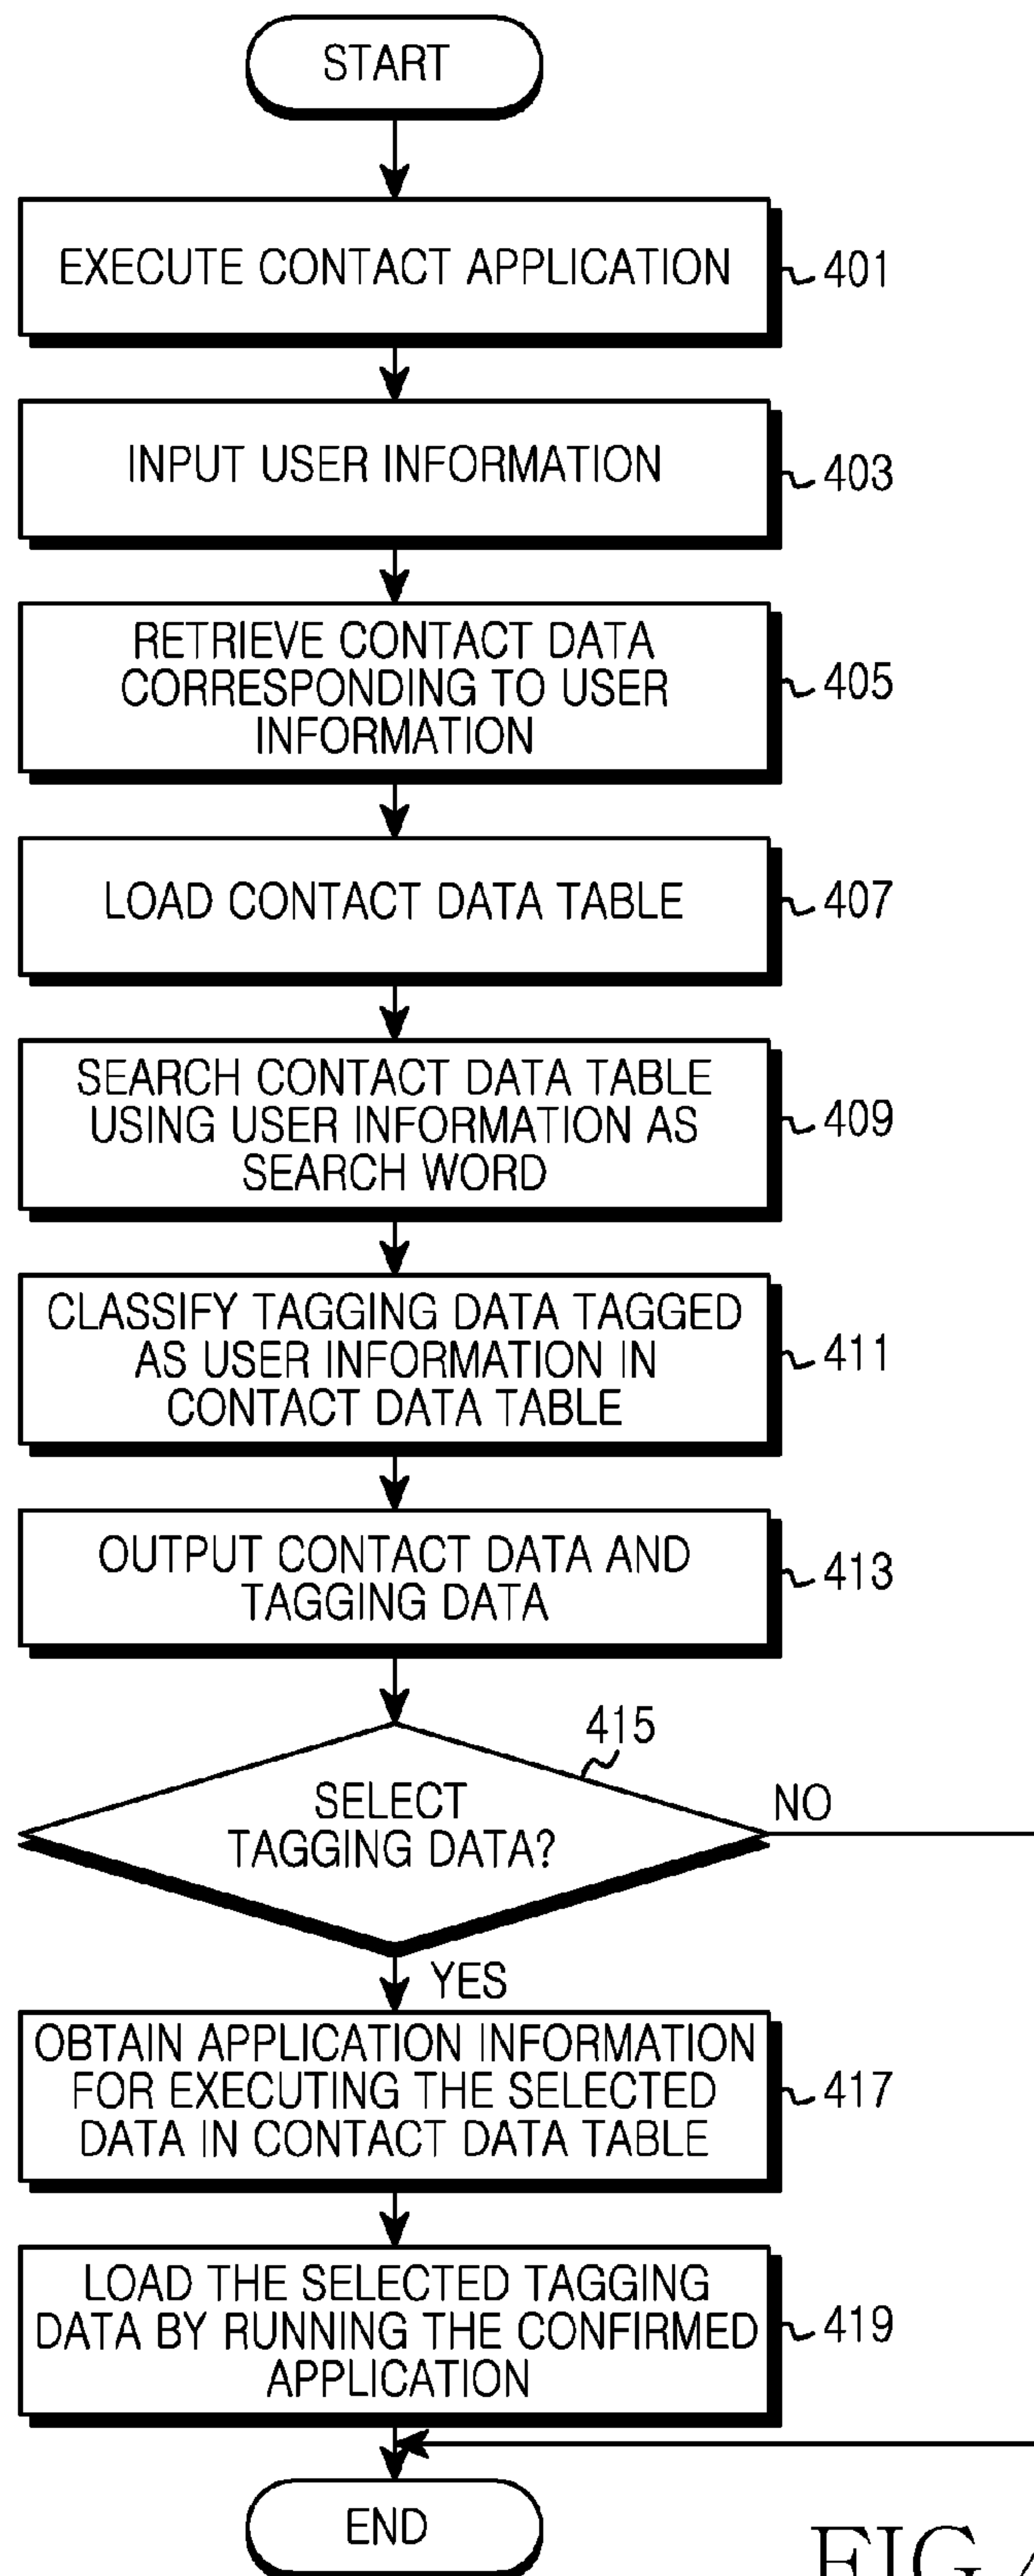 START
EXECUTE CONTACT APPLICATION
401
INPUT USER INFORMATION
403
RETRIEVE CONTACT DATA
CORRESPONDING TO USER
INFORMATION
405
LOAD CONTACT DATA TABLE
407
SEARCH CONTACT DATA TABLE
USING USER INFORMATION AS
SEARCH WORD
409
CLASSIFY TAGGING DATA TAGGED
AS USER INFORMATION IN
CONTACT DATA TABLE
411
OUTPUT CONTACT DATA AND
TAGGING DATA
413
415
SELECT
TAGGING DATA?
NO
YES
OBTAIN APPLICATION INFORMATION
FOR EXECUTING THE SELECTED
DATA IN CONTACT DATA TABLE
417
LOAD THE SELECTED TAGGING
DATA BY RUNNING THE CONFIRMED
APPLICATION
419
END
FIG.